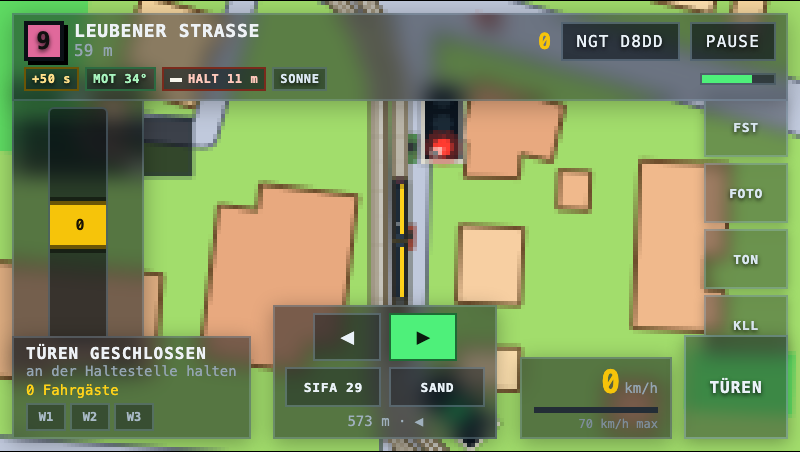 9 LEUBENER STRASSE
59 m
+50 s MOT 34° HALT 11 m SONNE
0 NGT D8DD PAUSE
FST
FOTO
TON
KLL
0
TÜREN GESCHLOSSEN
an der Haltestelle halten
0 Fahrgäste
W1 W2 W3
◀ ▶
SIFA 29 SAND
573 m · ◀
0 km/h
70 km/h max
TÜREN